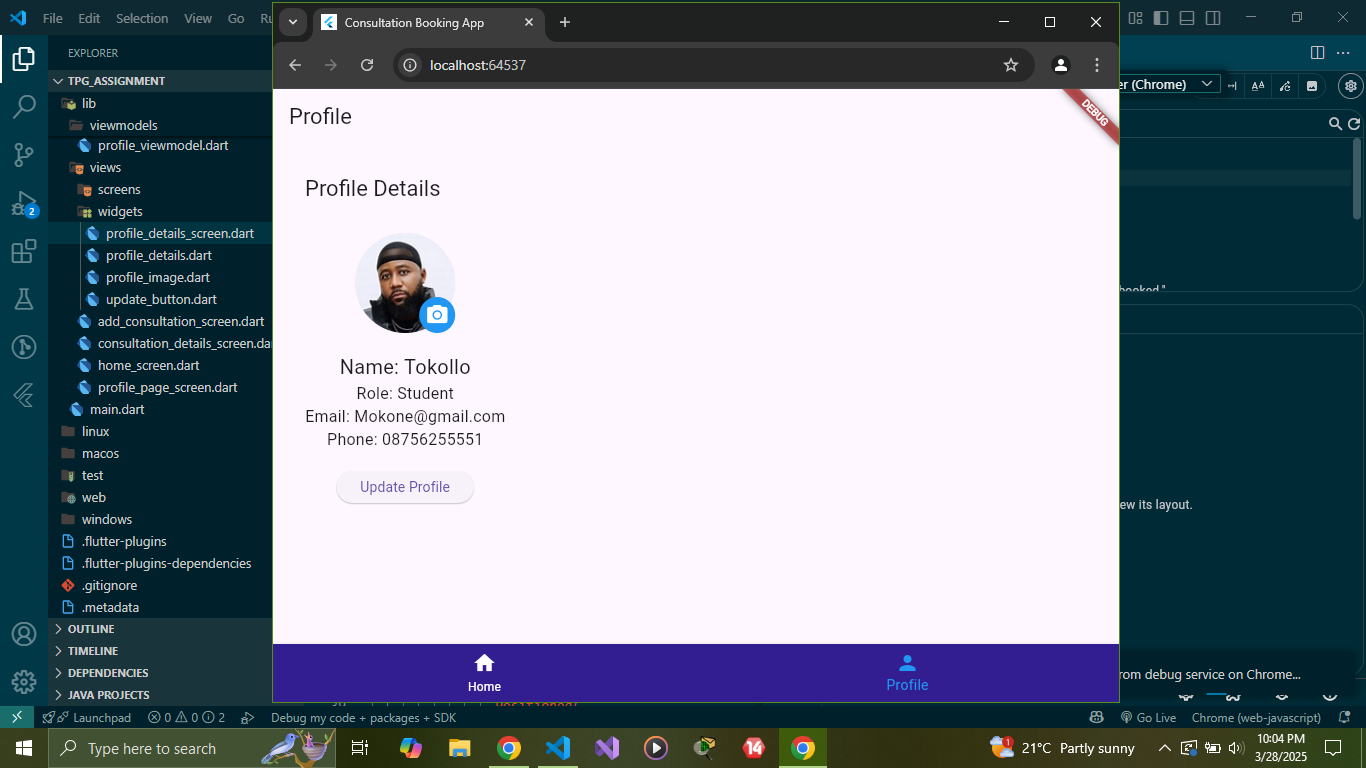 File Edit Selection View Go
Consultation Booking App
localhost:64537
EXPLORER
TPG_ASSIGNMENT
lib
viewmodels
profile_viewmodel.dart
views
screens
widgets
profile_details_screen.dart
profile_details.dart
profile_image.dart
update_button.dart
add_consultation_screen.dart
consultation_details_screen.da
home_screen.dart
profile_page_screen.dart
main.dart
linux
macos
test
web
windows
.flutter-plugins
.flutter-plugins-dependencies
.gitignore
.metadata
OUTLINE
TIMELINE
DEPENDENCIES
JAVA PROJECTS
2
Profile
DEBUG
Profile Details
Name: Tokollo
Role: Student
Email: Mokone@gmail.com
Phone: 08756255551
Update Profile
Home
Profile
er (Chrome)
AA
booked."
ew its layout.
rom debug service on Chrome...
Launchpad
0 0 2
Debug my code + packages + SDK
Go Live
Chrome (web-javascript)
Type here to search
14
1
21°C Partly sunny
10:04 PM
3/28/2025